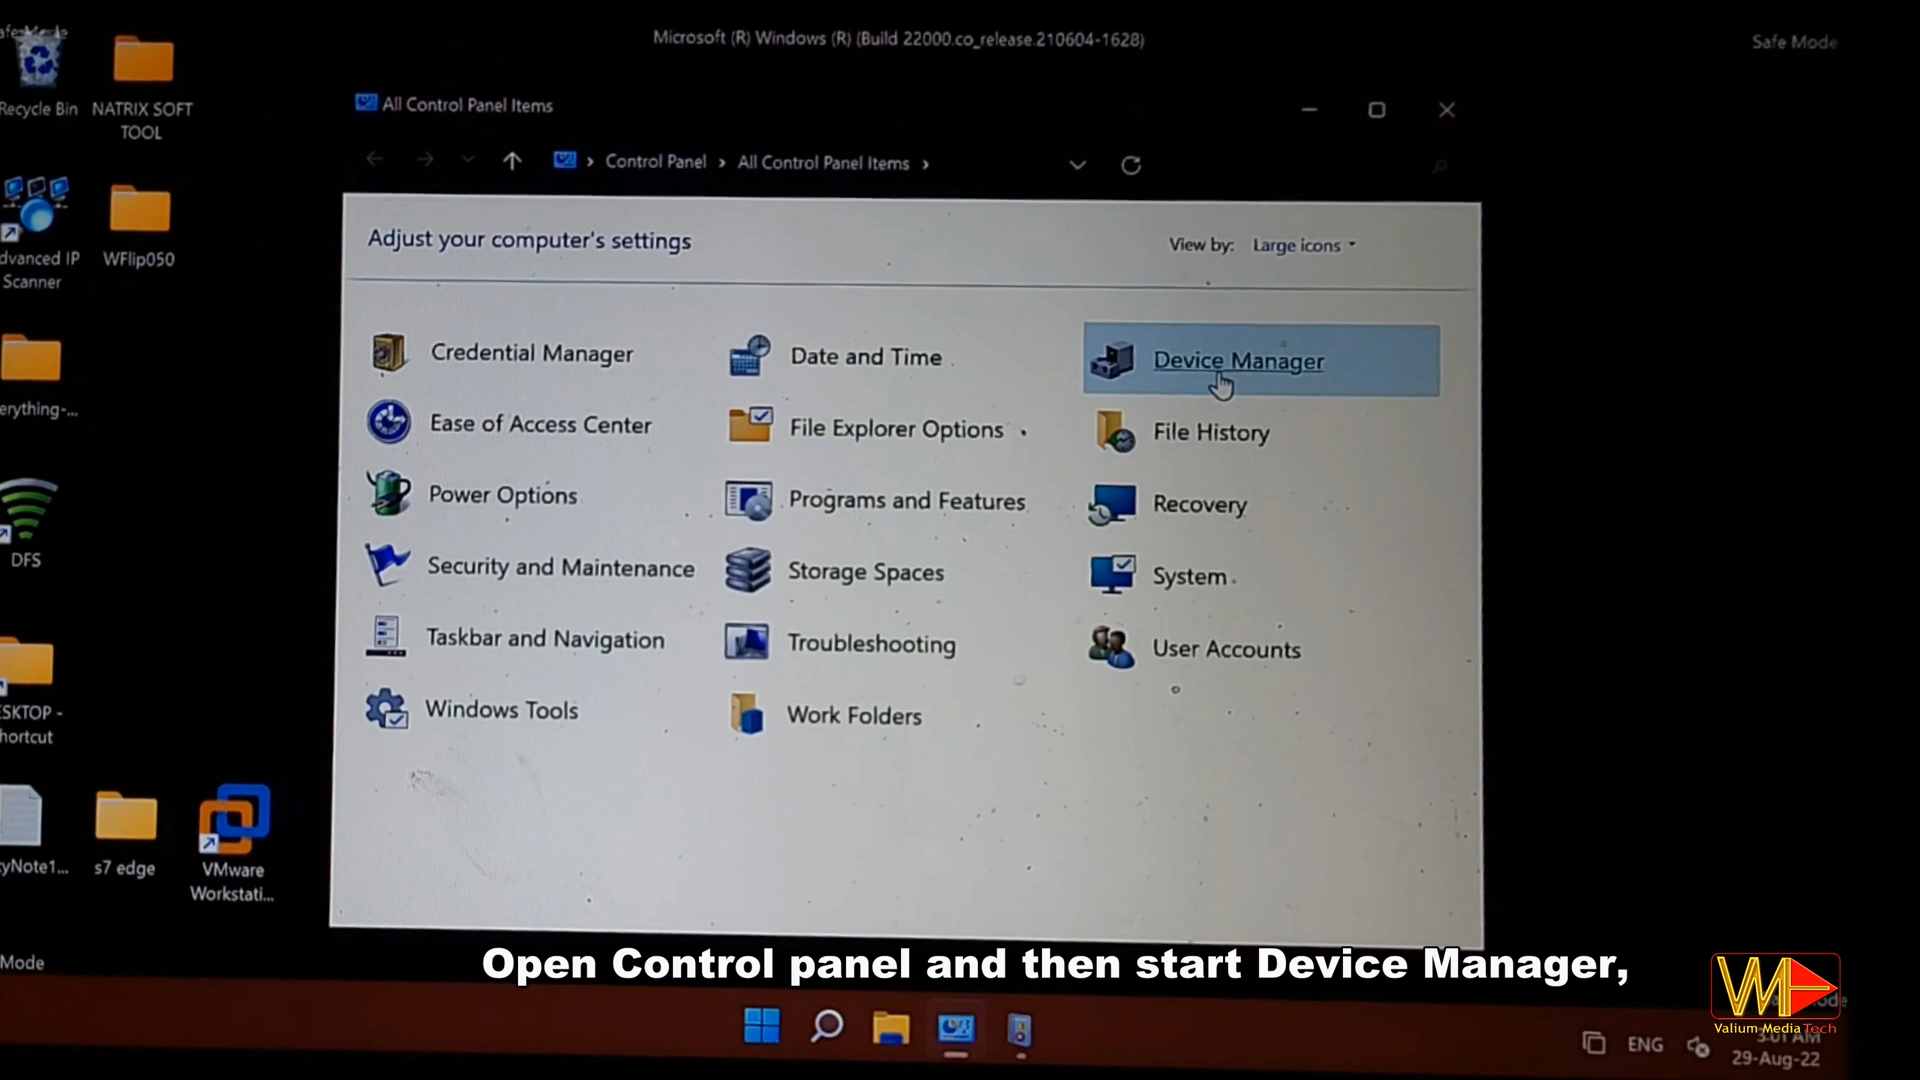 Microsoft (R) Windows (R) (Build 22000.co_release.210604-1628)
Safe Mode
Recycle Bin
NATRIX SOFT
TOOL
WFlip050
Scanner
DFS
s7 edge
VMware
Workstati...
Mode
All Control Panel Items
Control Panel > All Control Panel Items >
Adjust your computer's settings
View by: Large icons
Credential Manager
Date and Time
Device Manager
Ease of Access Center
File Explorer Options
File History
Power Options
Programs and Features
Recovery
Security and Maintenance
Storage Spaces
System
Taskbar and Navigation
Troubleshooting
User Accounts
Windows Tools
Work Folders
Open Control panel and then start Device Manager,
Valium Media Tech
ENG
3:01 AM
29-Aug-22